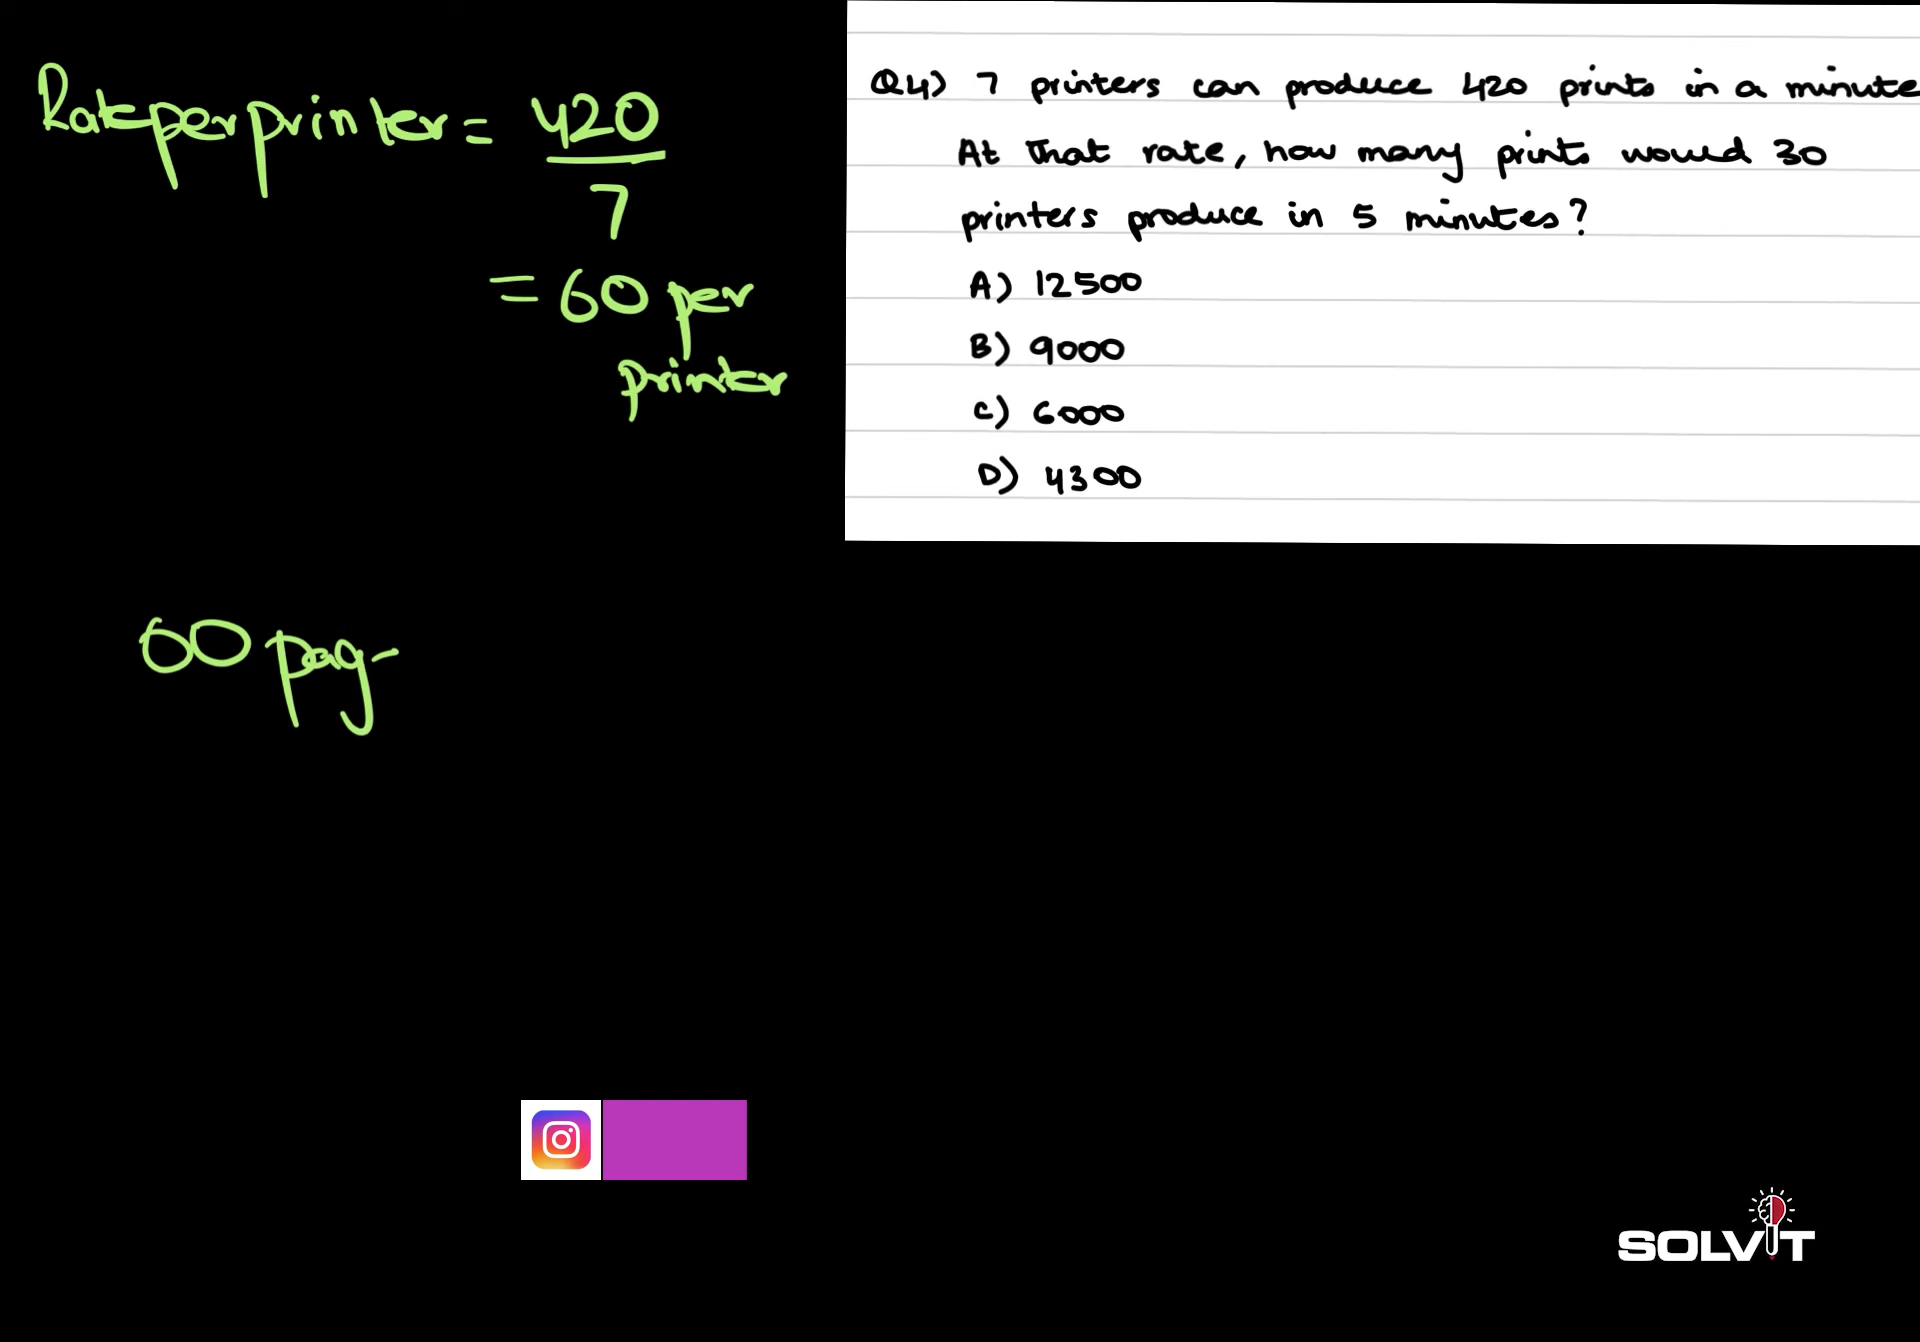 Rate per printer = 420
7
= 60 per
printer
60 pag
Q4) 7 printers can produce 420 prints in a minute
At that rate, how many prints would 30
printers produce in 5 minutes?
A) 12500
B) 9000
C) 6000
D) 4300
SOLVIT